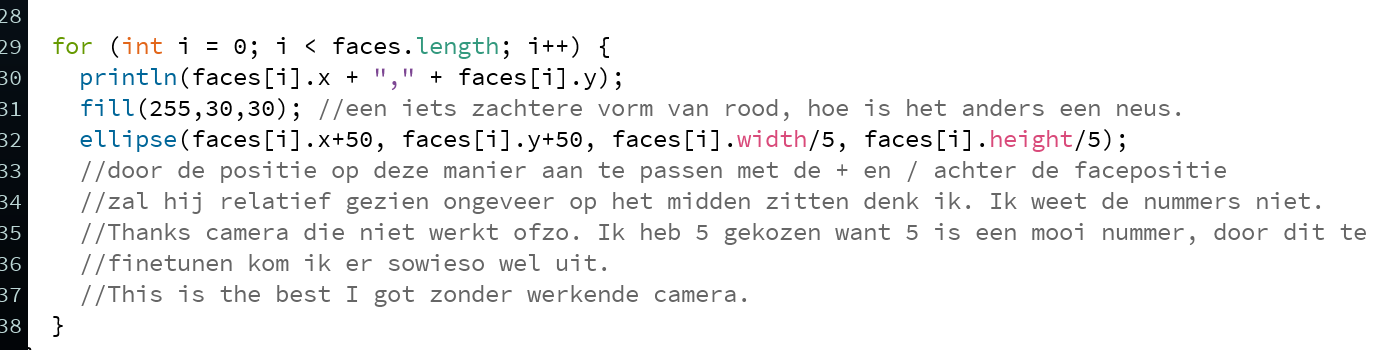 28
29 for (int i = 0; i < faces.length; i++) {
30 println(faces[i].x + "," + faces[i].y);
31 fill(255,30,30); //een iets zachtere vorm van rood, hoe is het anders een neus.
32 ellipse(faces[i].x+50, faces[i].y+50, faces[i].width/5, faces[i].height/5);
33 //door de positie op deze manier aan te passen met de + en / achter de facepositie
34 //zal hij relatief gezien ongeveer op het midden zitten denk ik. Ik weet de nummers niet.
35 //Thanks camera die niet werkt ofzo. Ik heb 5 gekozen want 5 is een mooi nummer, door dit te
36 //finetunen kom ik er sowieso wel uit.
37 //This is the best I got zonder werkende camera.
38 }